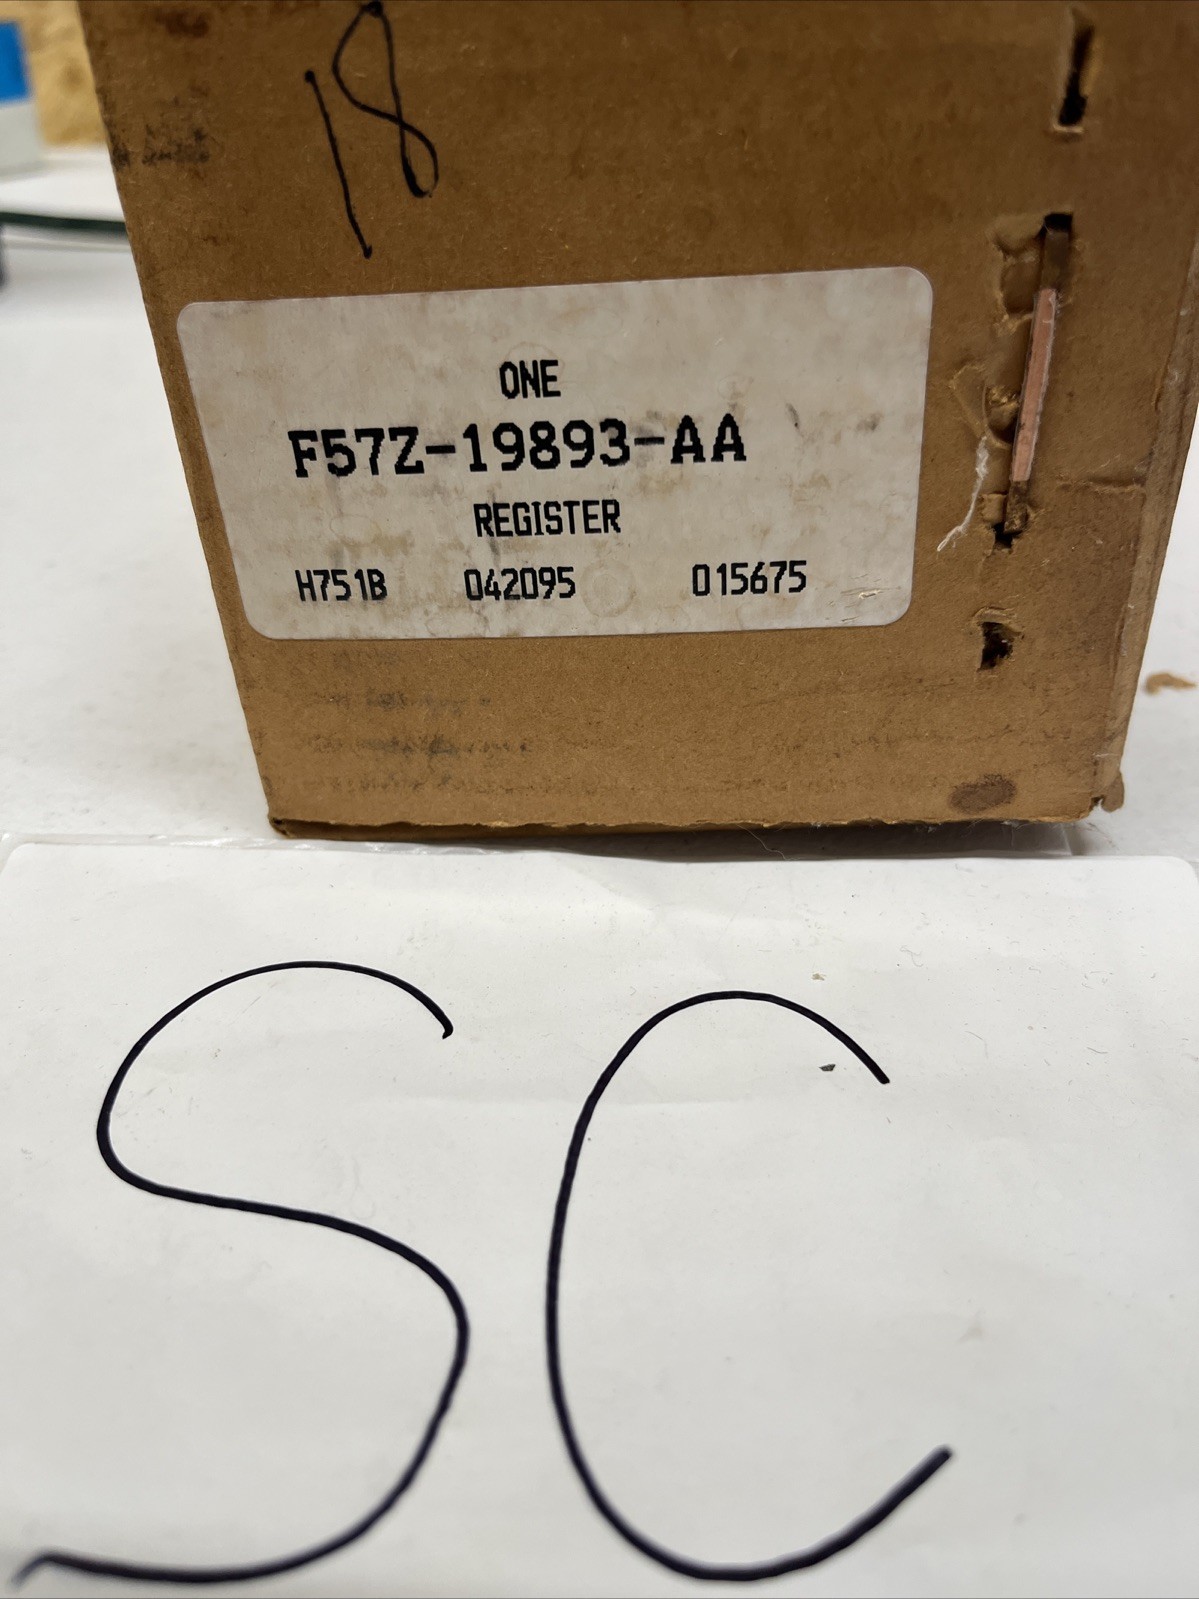 18
ONE
F57Z-19893-AA
REGISTER
H751B 042095 015675
SC